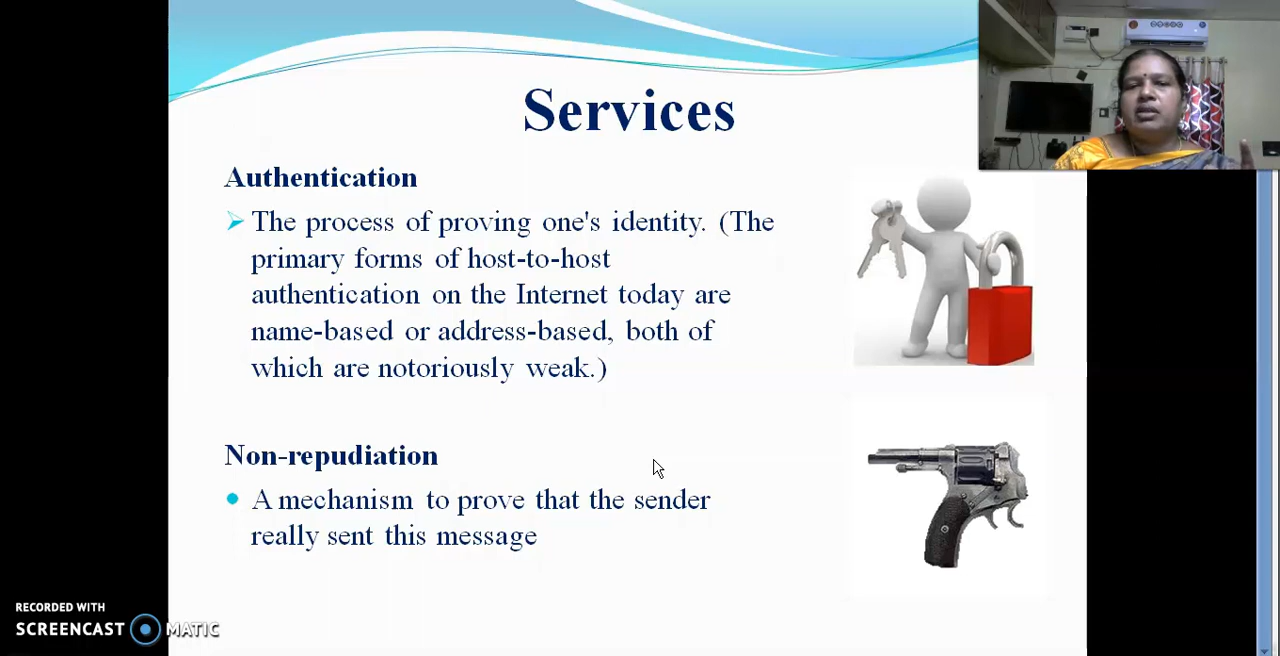 Services
Authentication
The process of proving one's identity. (The
primary forms of host-to-host
authentication on the Internet today are
name-based or address-based, both of
which are notoriously weak.)
Non-repudiation
A mechanism to prove that the sender
really sent this message
RECORDED WITH
SCREENCAST MATIC